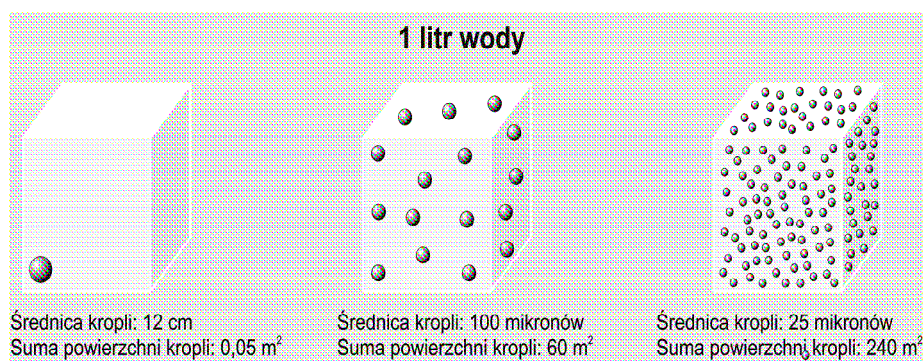 1 litr wody
Średnica kropli: 12 cm
Suma powierzchni kropli: 0,05 m²
Średnica kropli: 100 mikronów
Suma powierzchni kropli: 60 m²
Średnica kropli: 25 mikronów
Suma powierzchni kropli: 240 m²